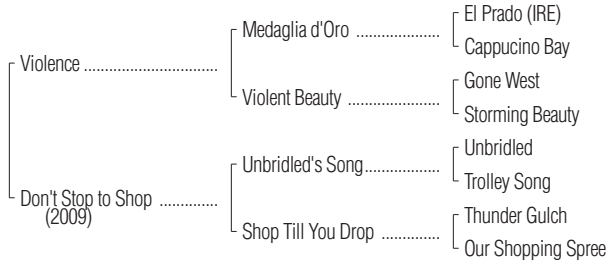 El Prado (IRE)
Medaglia d'Oro ..................
Cappucino Bay
Violence .............................
Gone West
Violent Beauty ....................
Storming Beauty
Unbridled
Unbridled's Song................
Trolley Song
Don't Stop to Shop .............
(2009)
Thunder Gulch
Shop Till You Drop .............
Our Shopping Spree